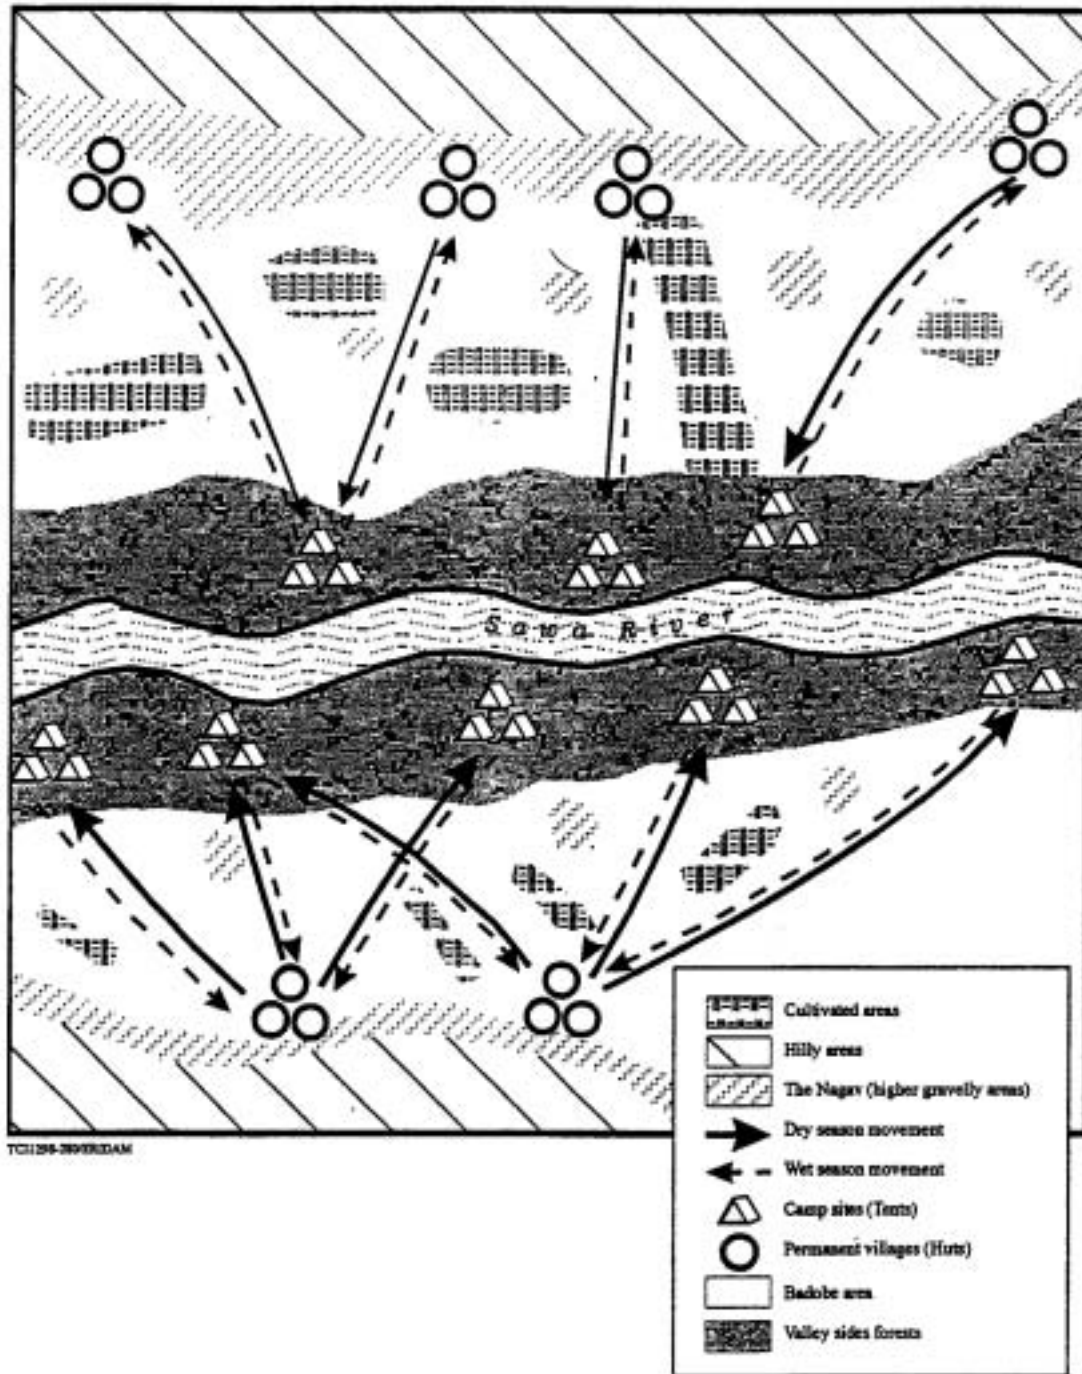 Sawa River
Cultivated areas
Hilly areas
The Nagav (higher gravelly areas)
Dry season movement
Wet season movement
Camp sites (Tents)
Permanent villages (Huts)
Badobe area
Valley sides forests